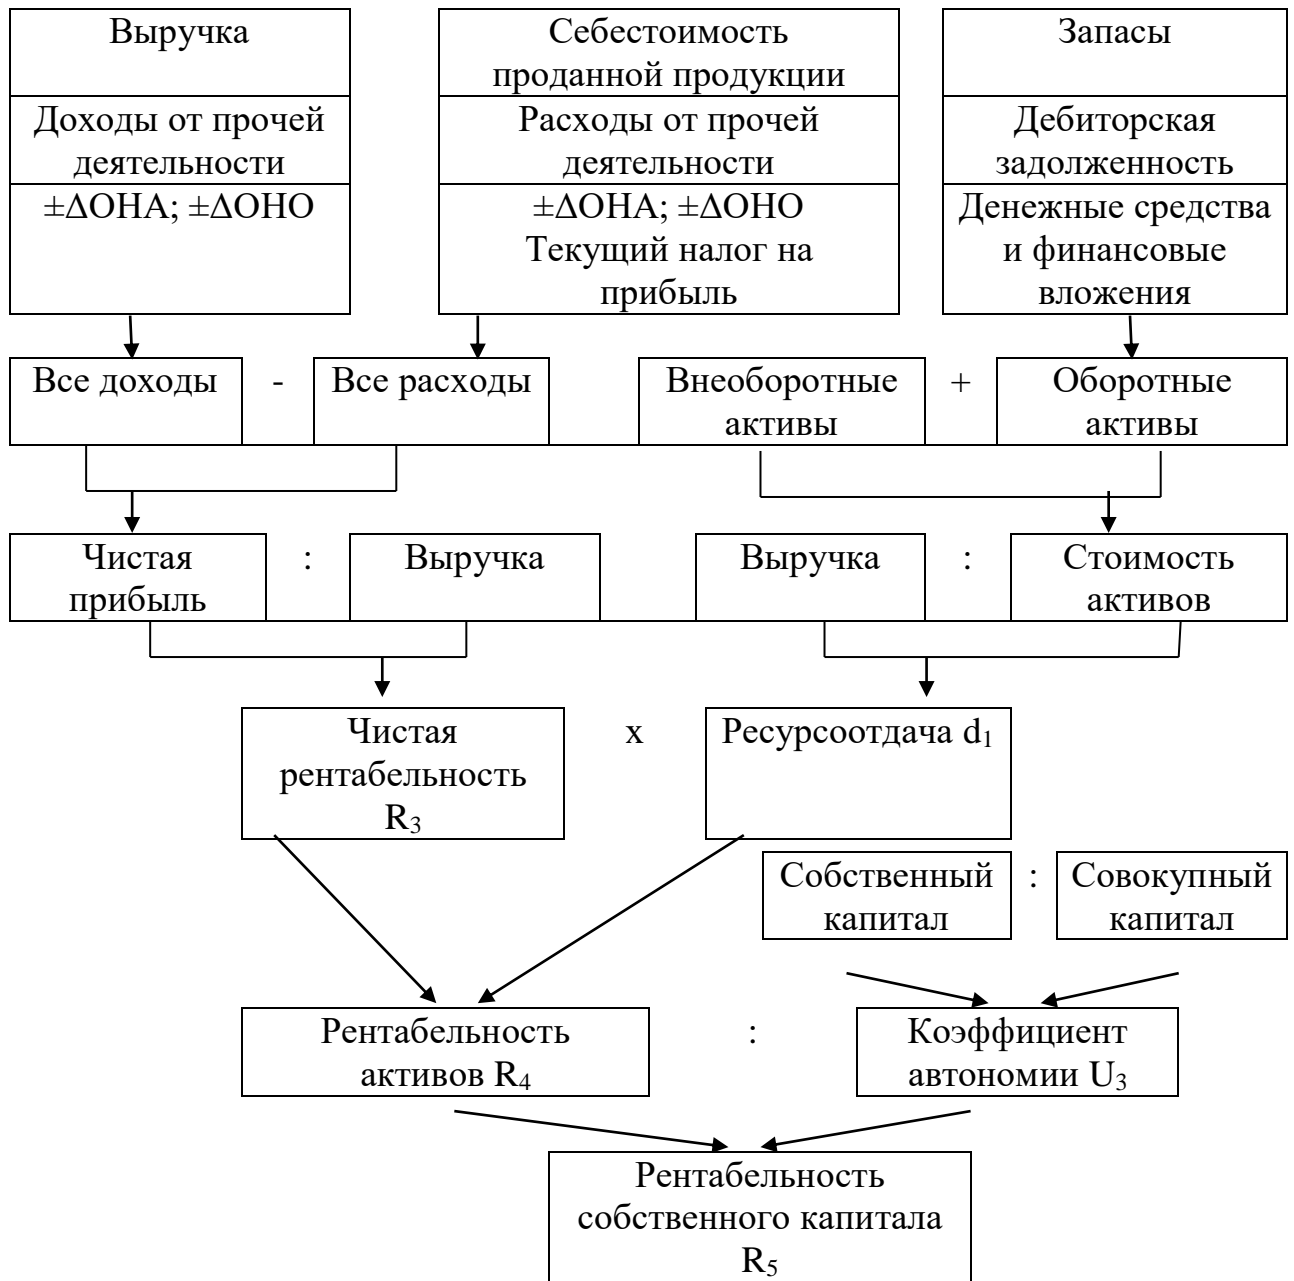 Выручка
Себестоимость
проданной продукции
Запасы
Доходы от прочей
деятельности
Расходы от прочей
деятельности
Дебиторская
задолженность
±ΔОНА; ±ΔОНО
±ΔОНА; ±ΔОНО
Текущий налог на
прибыль
Денежные средства
и финансовые
вложения
Все доходы
-
Все расходы
Внеоборотные
активы
+
Оборотные
активы
Чистая
прибыль
:
Выручка
Выручка
:
Стоимость
активов
Чистая
рентабельность
R₃
x
Ресурсоотдача d₁
Собственный
капитал
:
Совокупный
капитал
Рентабельность
активов R₄
:
Коэффициент
автономии U₃
Рентабельность
собственного капитала
R₅